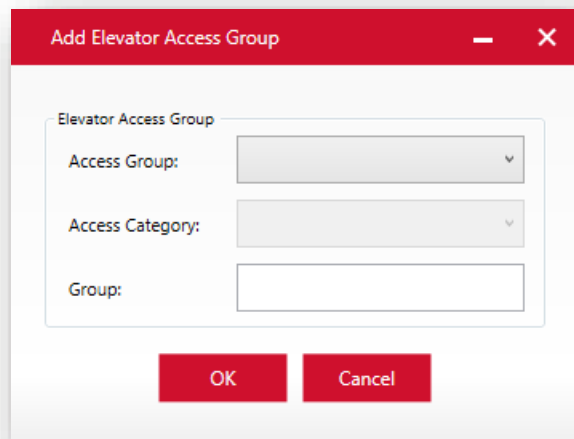 Add Elevator Access Group
Elevator Access Group
Access Group:
Access Category:
Group:
OK Cancel